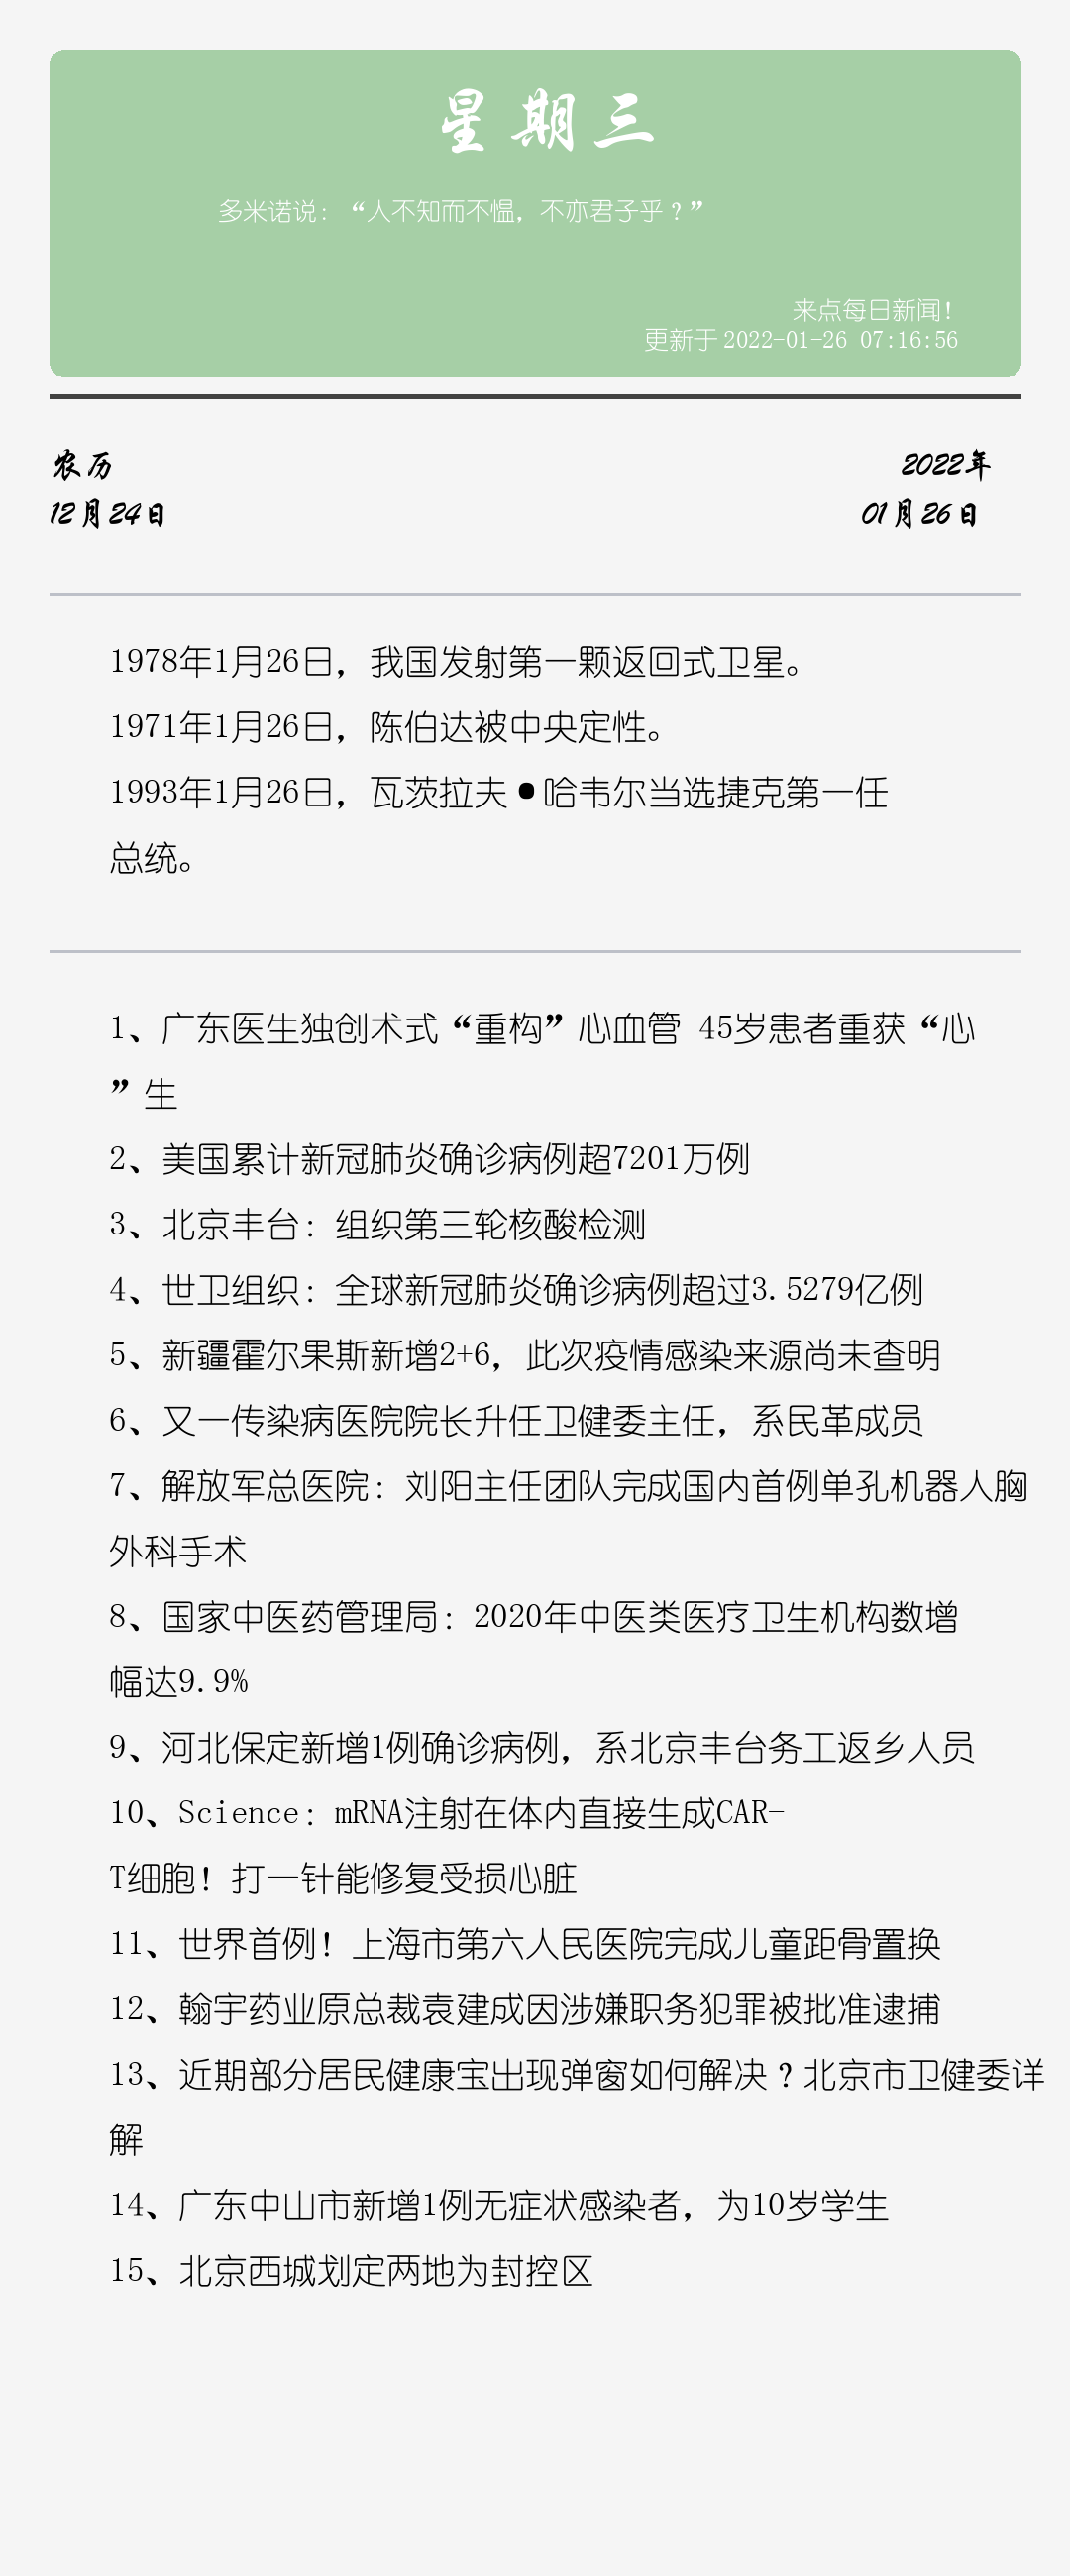 星期三
多米诺说：“人不知而不愠，不亦君子乎？”
来点每日新闻！
更新于2022-01-26 07:16:56
农历
12月24日
2022年
01月26日
1978年1月26日，我国发射第一颗返回式卫星。
1971年1月26日，陈伯达被中央定性。
1993年1月26日，瓦茨拉夫•哈韦尔当选捷克第一任
总统。
1、广东医生独创术式“重构”心血管 45岁患者重获“心
”生
2、美国累计新冠肺炎确诊病例超7201万例
3、北京丰台：组织第三轮核酸检测
4、世卫组织：全球新冠肺炎确诊病例超过3.5279亿例
5、新疆霍尔果斯新增2+6，此次疫情感染来源尚未查明
6、又一传染病医院院长升任卫健委主任，系民革成员
7、解放军总医院：刘阳主任团队完成国内首例单孔机器人胸
外科手术
8、国家中医药管理局：2020年中医类医疗卫生机构数增
幅达9.9%
9、河北保定新增1例确诊病例，系北京丰台务工返乡人员
10、Science：mRNA注射在体内直接生成CAR-
T细胞！打一针能修复受损心脏
11、世界首例！上海市第六人民医院完成儿童距骨置换
12、翰宇药业原总裁袁建成因涉嫌职务犯罪被批准逮捕
13、近期部分居民健康宝出现弹窗如何解决？北京市卫健委详
解
14、广东中山市新增1例无症状感染者，为10岁学生
15、北京西城划定两地为封控区